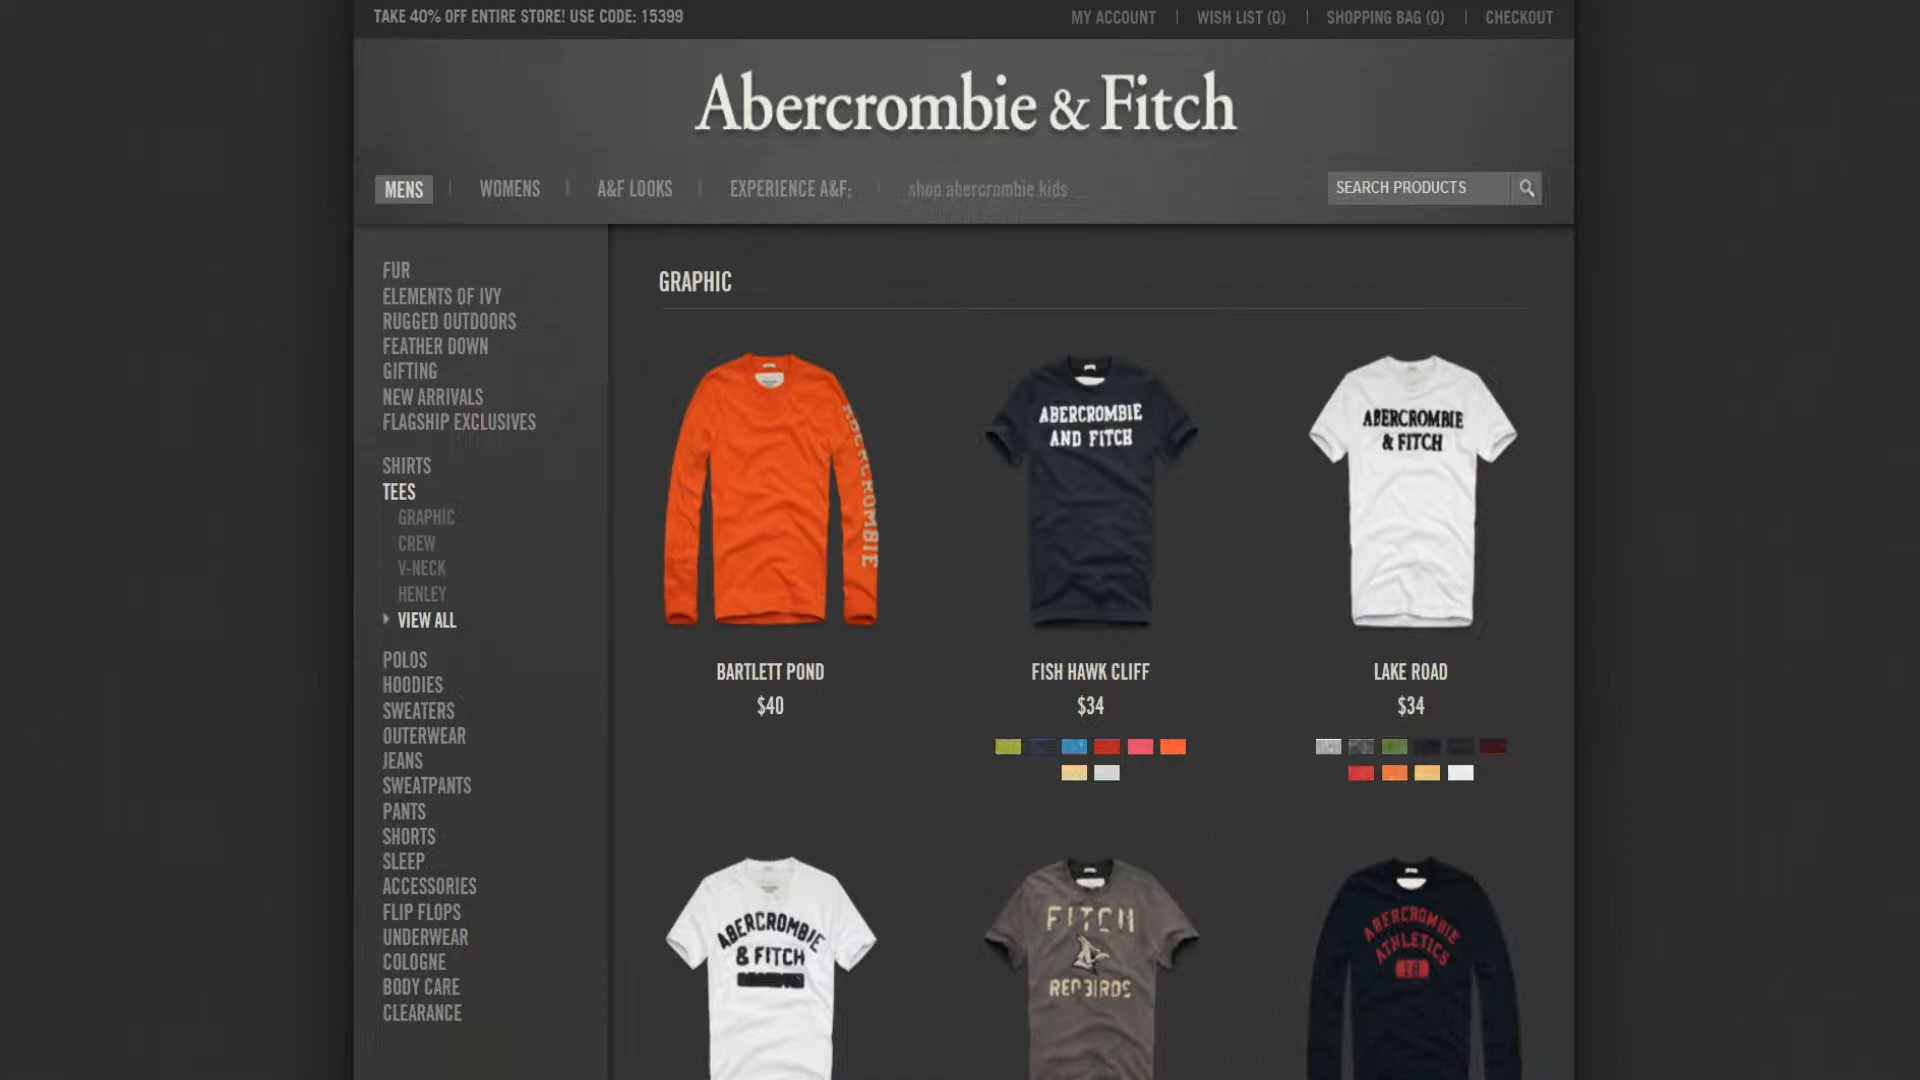 TAKE 40% OFF ENTIRE STORE! USE CODE: 15399
MY ACCOUNT | WISH LIST (0) | SHOPPING BAG (0) | CHECKOUT
Abercrombie & Fitch
MENS | WOMENS | A&F LOOKS | EXPERIENCE A&F; | shop abercrombie kids
SEARCH PRODUCTS
FUR
ELEMENTS OF IVY
RUGGED OUTDOORS
FEATHER DOWN
GIFTING
NEW ARRIVALS
FLAGSHIP EXCLUSIVES
SHIRTS
TEES
GRAPHIC
CREW
V-NECK
HENLEY
VIEW ALL
POLOS
HOODIES
SWEATERS
OUTERWEAR
JEANS
SWEATPANTS
PANTS
SHORTS
SLEEP
ACCESSORIES
FLIP FLOPS
UNDERWEAR
COLOGNE
BODY CARE
CLEARANCE
GRAPHIC
ABERCROMBIE
ABERCROMBIE
AND FITCH
ABERCROMBIE
& FITCH
BARTLETT POND
$40
FISH HAWK CLIFF
$34
LAKE ROAD
$34
ABERCROMBIE
& FITCH
FITCH
REDBIRDS
ABERCROMBIE
ATHLETICS